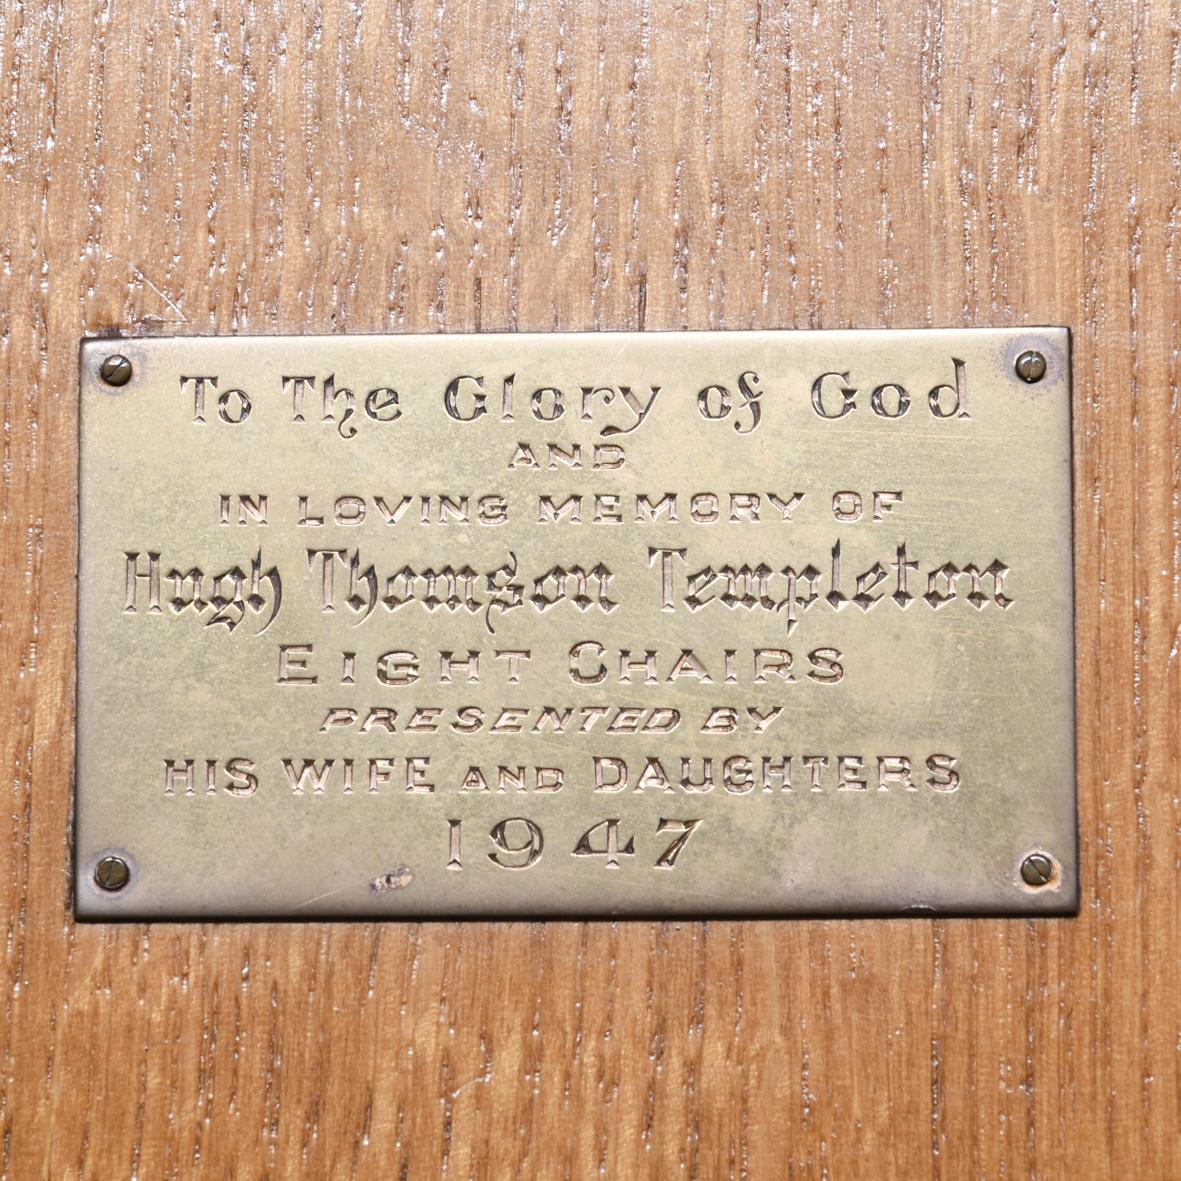 To The Glory of God
AND
IN LOVING MEMORY OF
Hugh Thomson Templeton
EIGHT CHAIRS
PRESENTED BY
HIS WIFE AND DAUGHTERS
1947